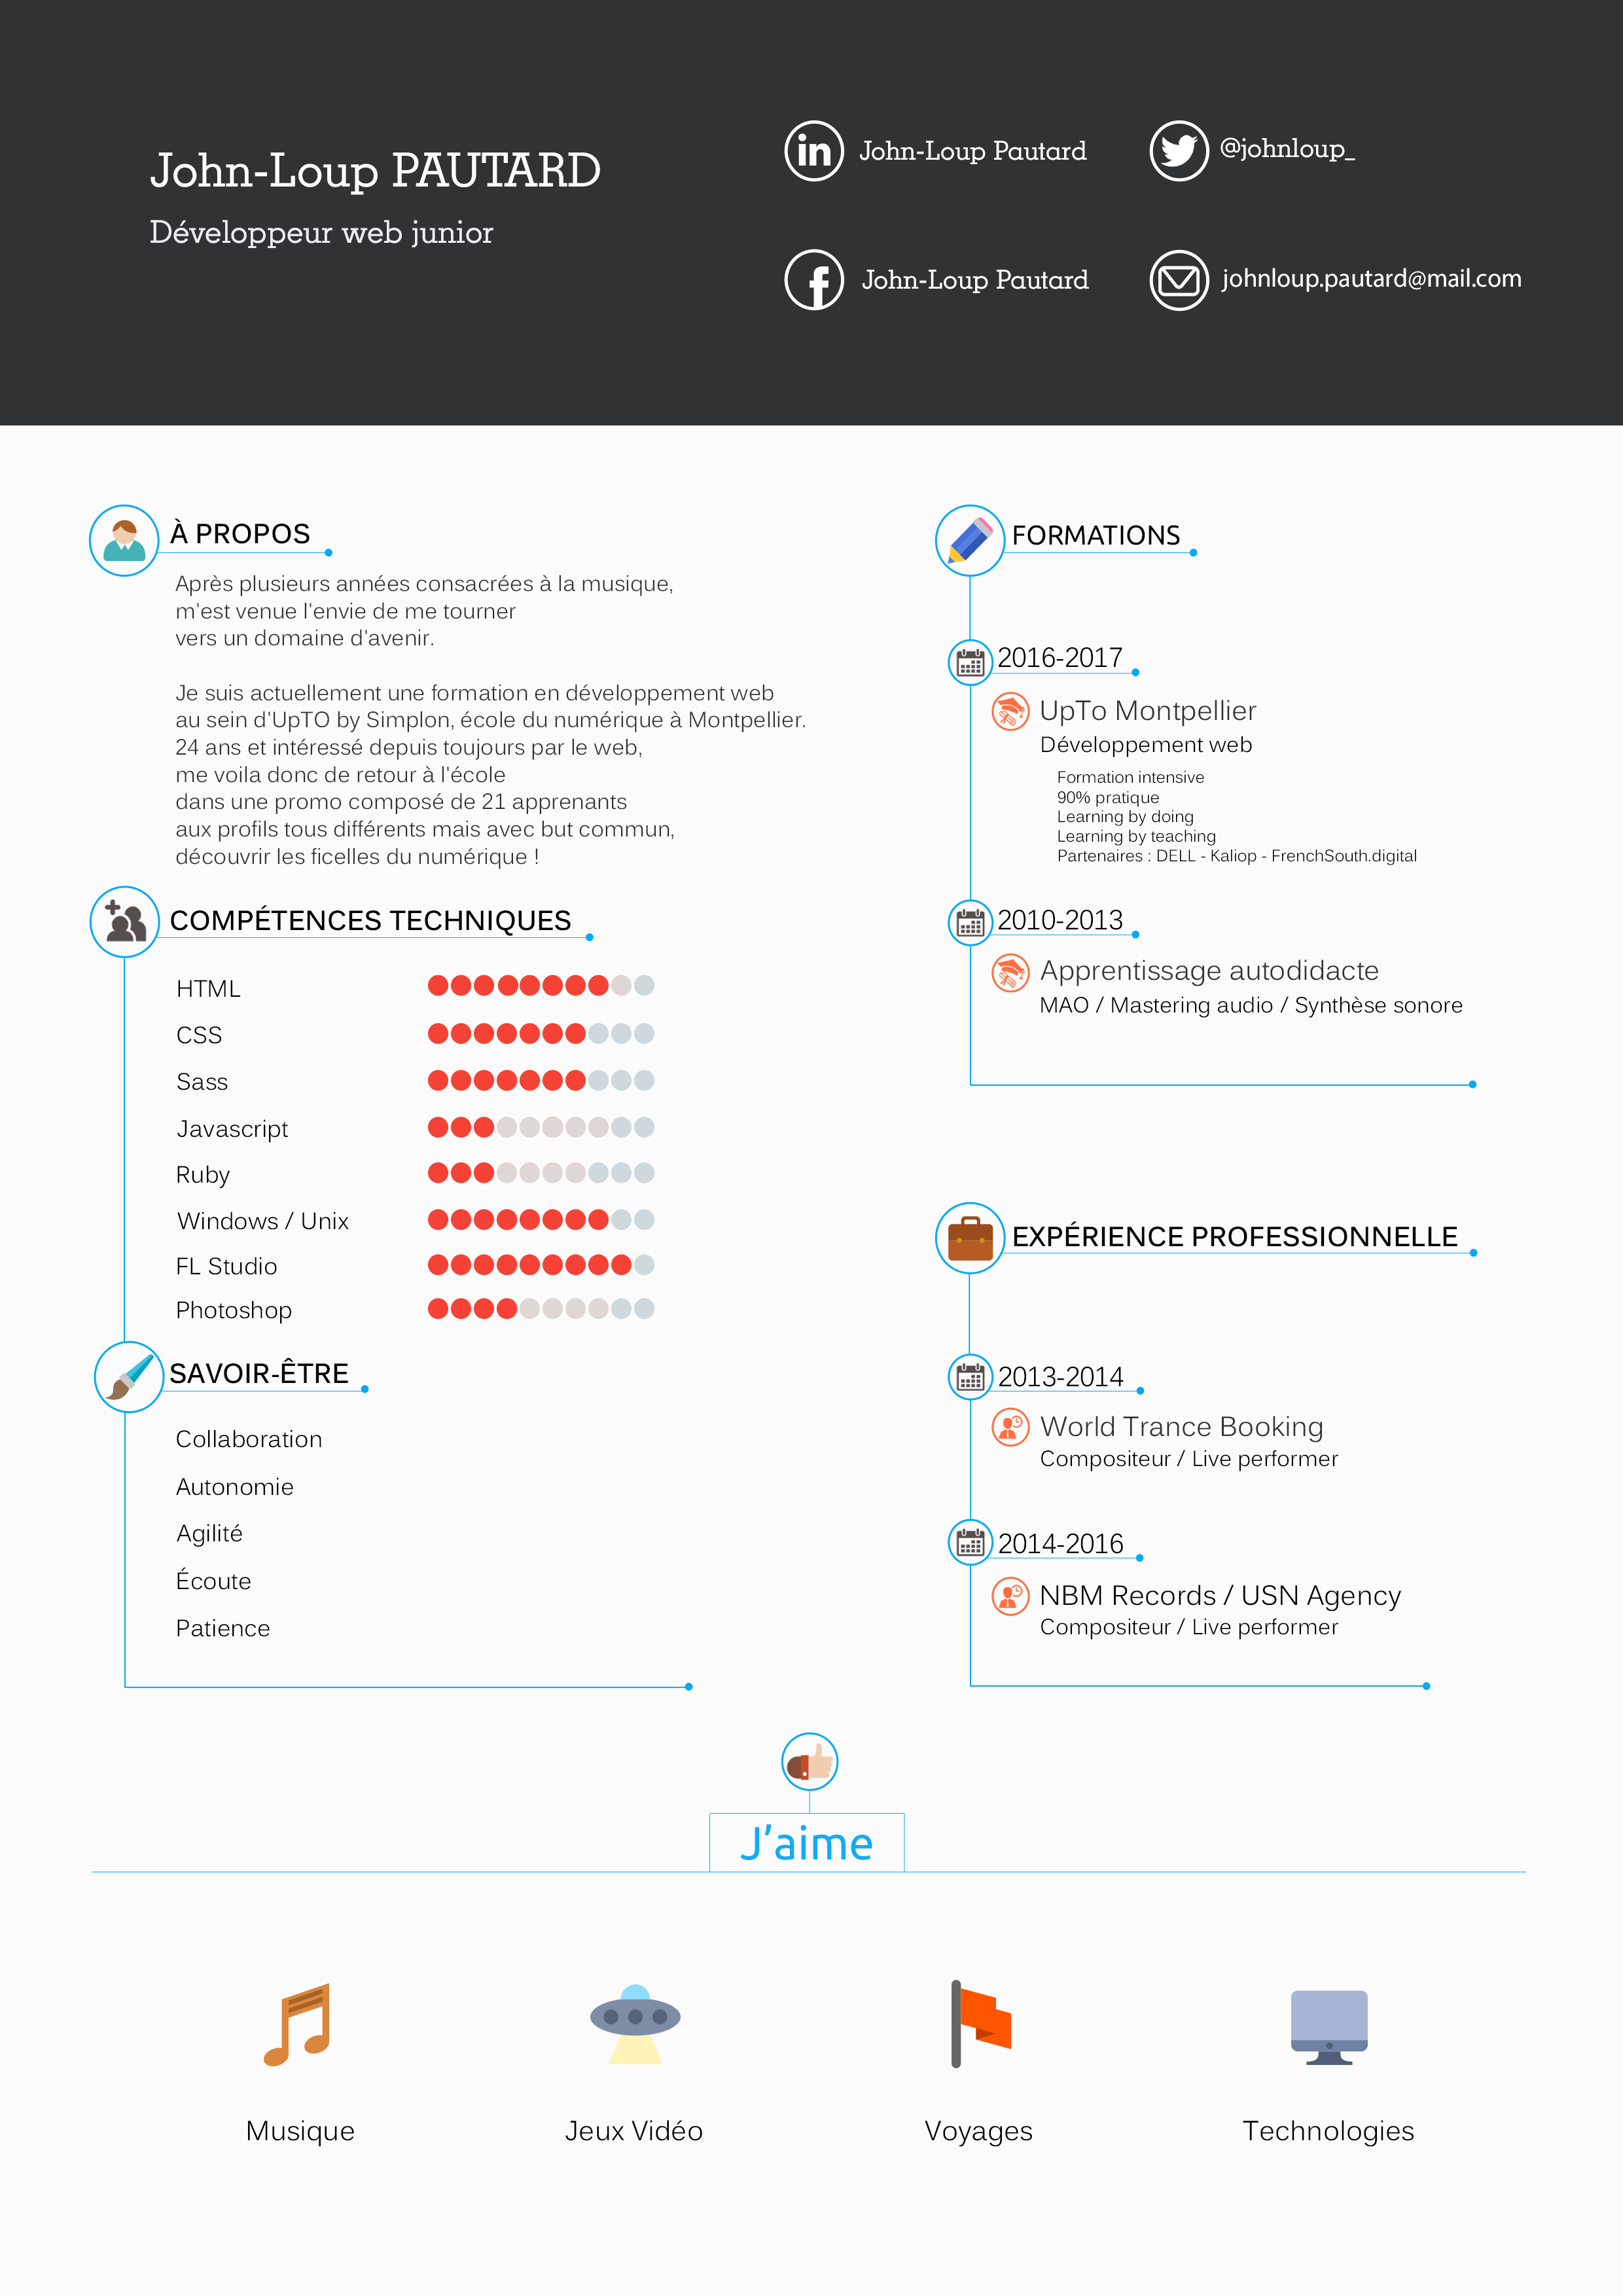 John-Loup PAUTARD
Développeur web junior
John-Loup Pautard
@johnloup_
John-Loup Pautard
johnloup.pautard@mail.com
À PROPOS
Après plusieurs années consacrées à la musique,
m'est venue l'envie de me tourner
vers un domaine d'avenir.
Je suis actuellement une formation en développement web
au sein d'UpTO by Simplon, école du numérique à Montpellier.
24 ans et intéressé depuis toujours par le web,
me voila donc de retour à l'école
dans une promo composé de 21 apprenants
aux profils tous différents mais avec but commun,
découvrir les ficelles du numérique !
COMPÉTENCES TECHNIQUES
HTML
CSS
Sass
Javascript
Ruby
Windows / Unix
FL Studio
Photoshop
SAVOIR-ÊTRE
Collaboration
Autonomie
Agilité
Écoute
Patience
FORMATIONS
2016-2017
UpTo Montpellier
Développement web
Formation intensive
90% pratique
Learning by doing
Learning by teaching
Partenaires : DELL - Kaliop - FrenchSouth.digital
2010-2013
Apprentissage autodidacte
MAO / Mastering audio / Synthèse sonore
EXPÉRIENCE PROFESSIONNELLE
2013-2014
World Trance Booking
Compositeur / Live performer
2014-2016
NBM Records / USN Agency
Compositeur / Live performer
J'aime
Musique
Jeux Vidéo
Voyages
Technologies